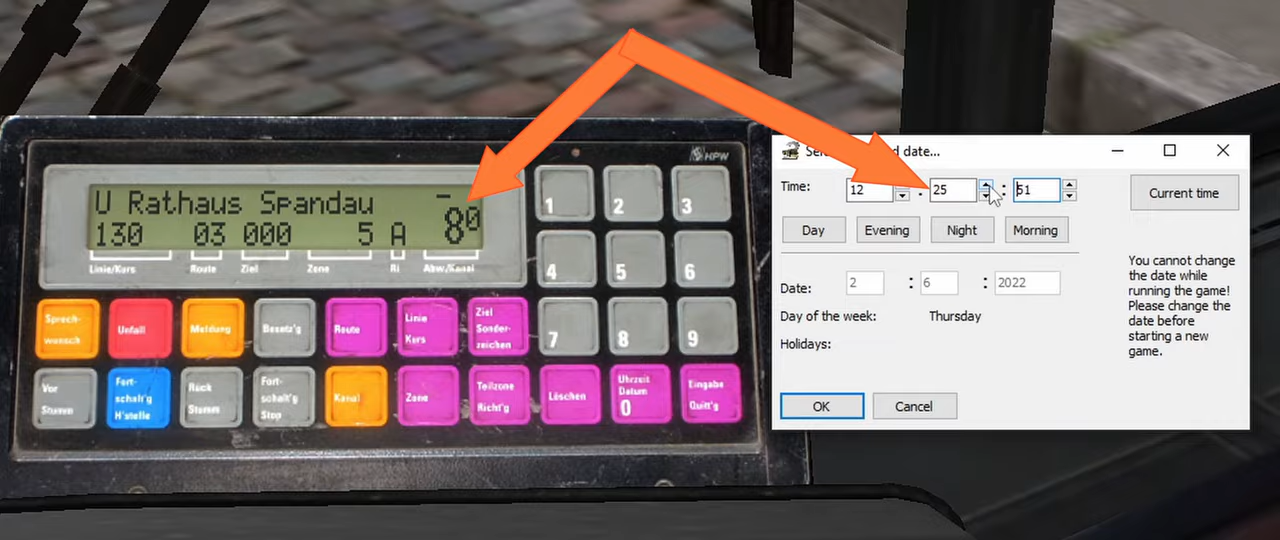 HPW
U Rathaus Spandau –
130 03 000 5 A 80
Linie/Kurs Route Ziel Zone Ri Abw./Kanal
1 2 3
4 5 6
7 8 9
Sprech-
wunsch
Unfall
Meldung
Besetz'g
Route
Linie
Kurs
Ziel
Sonder-
zeichen
Vor
Stumm
Fort-
schalt'g
H'stelle
Rück
Stumm
Fort-
schalt'g
Stop
Kanal
Zone
Teilzone
Richt'g
Löschen
Uhrzeit
Datum
0
Eingabe
Quitt'g
d date...
Time: 12 : 25 : 51
Current time
Day Evening Night Morning
Date: 2 : 6 : 2022
Day of the week: Thursday
Holidays:
You cannot change
the date while
running the game!
Please change the
date before
starting a new
game.
OK Cancel